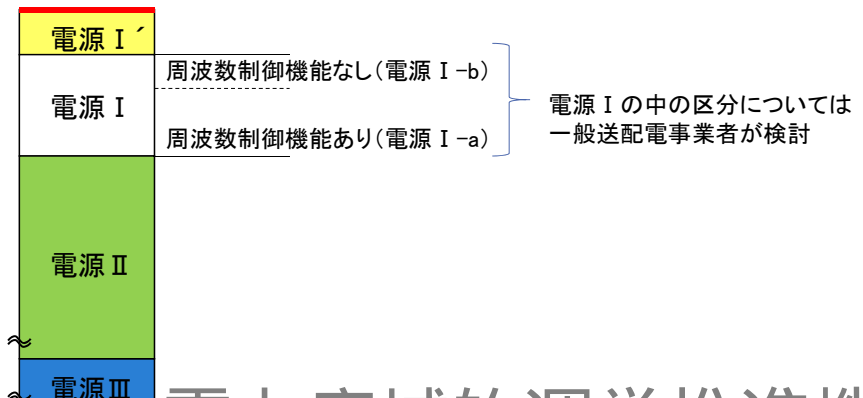 電源Ⅰ´
周波数制御機能なし(電源Ⅰ-b)
電源Ⅰ
電源Ⅰの中の区分については
一般送配電事業者が検討
周波数制御機能あり(電源Ⅰ-a)
電源Ⅱ
電源Ⅲ